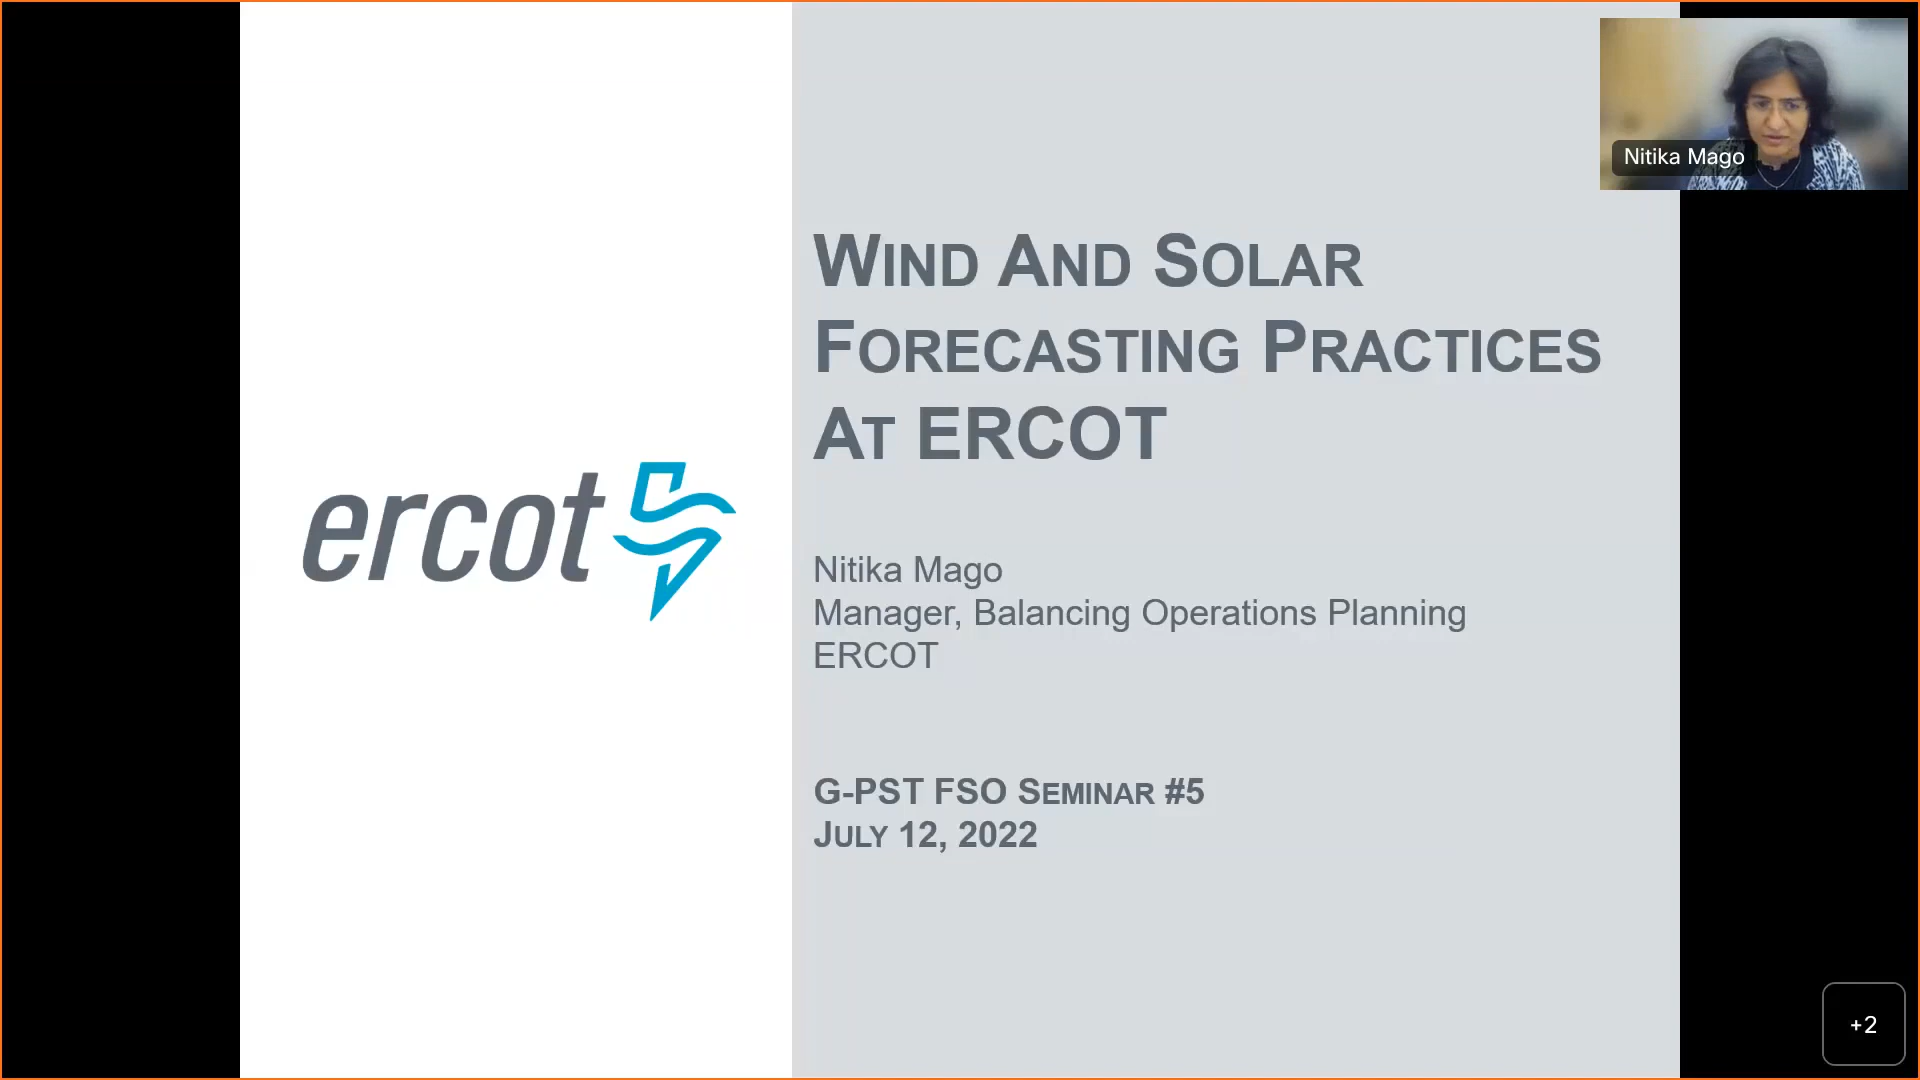 Nitika Mago
WIND AND SOLAR
FORECASTING PRACTICES
AT ERCOT
ercot
Nitika Mago
Manager, Balancing Operations Planning
ERCOT
G-PST FSO SEMINAR #5
JULY 12, 2022
+2